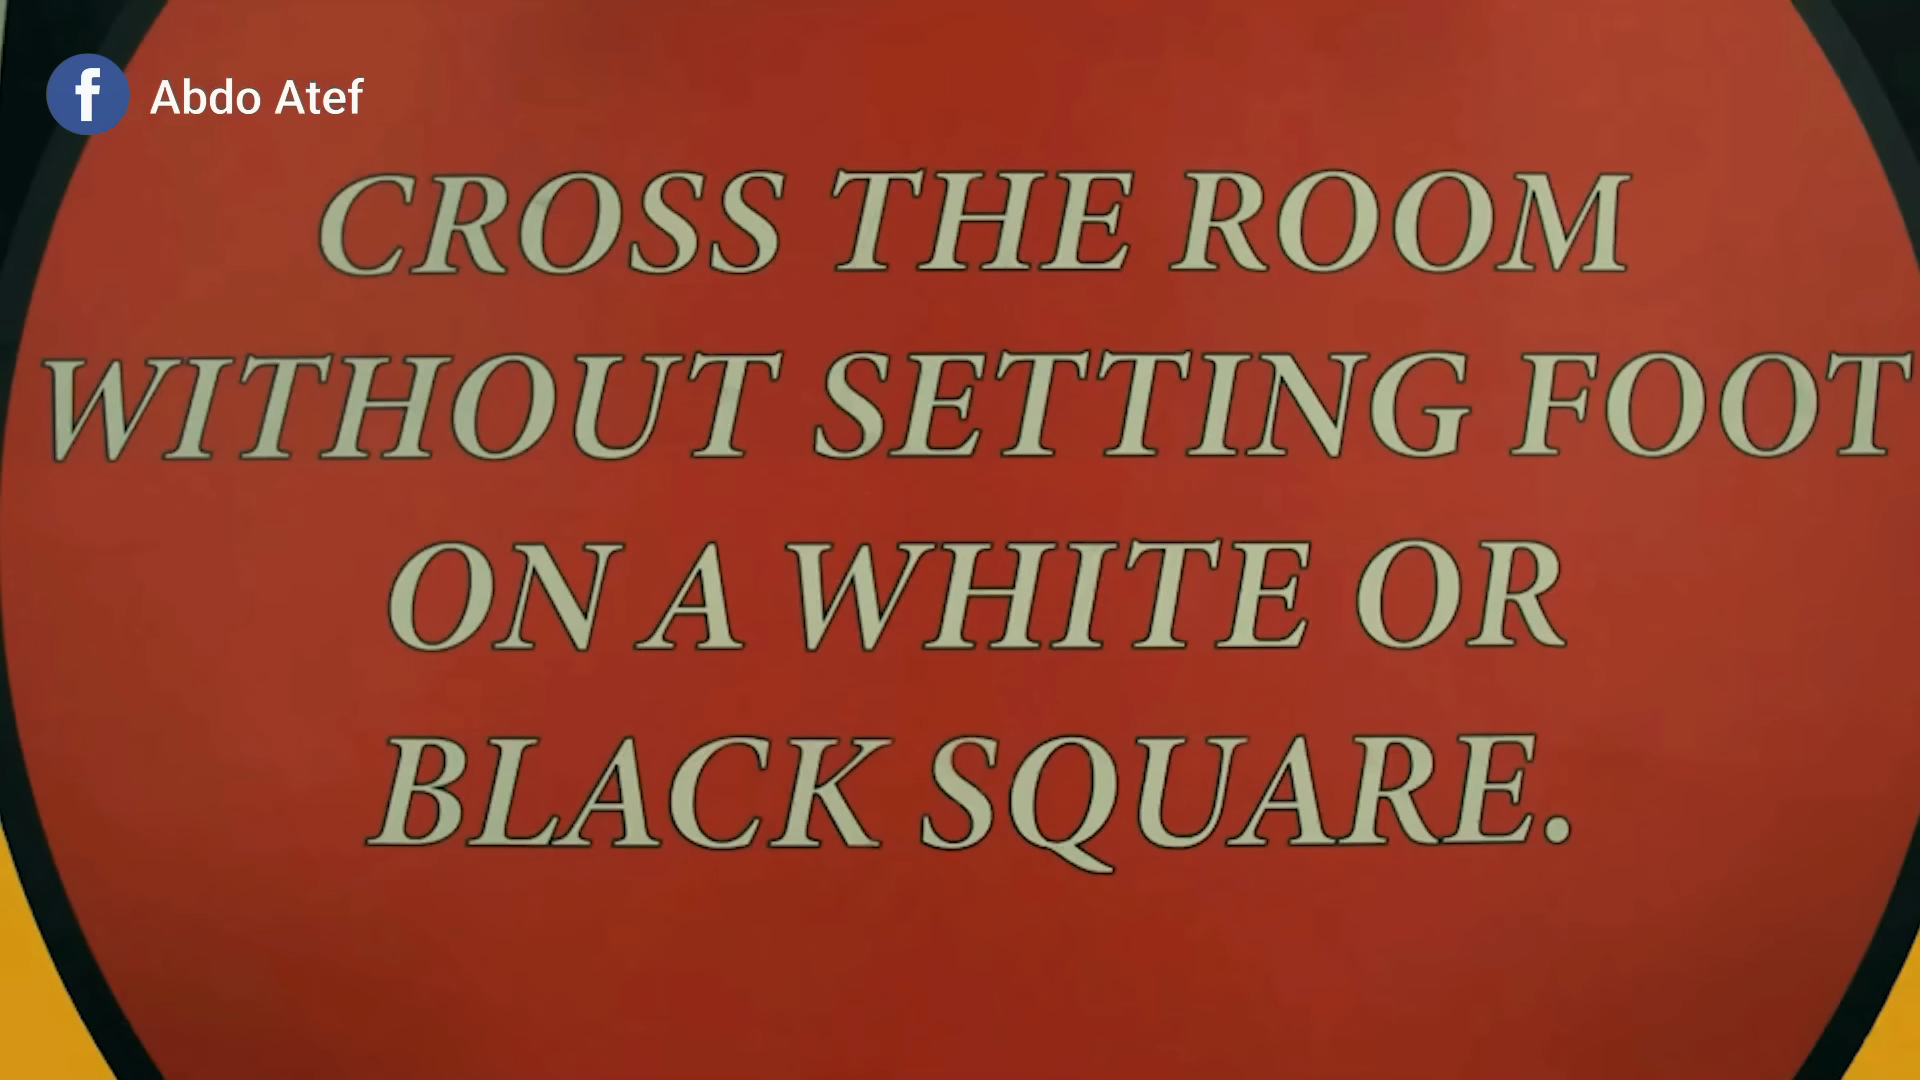 Abdo Atef
CROSS THE ROOM
WITHOUT SETTING FOOT
ON A WHITE OR
BLACK SQUARE.